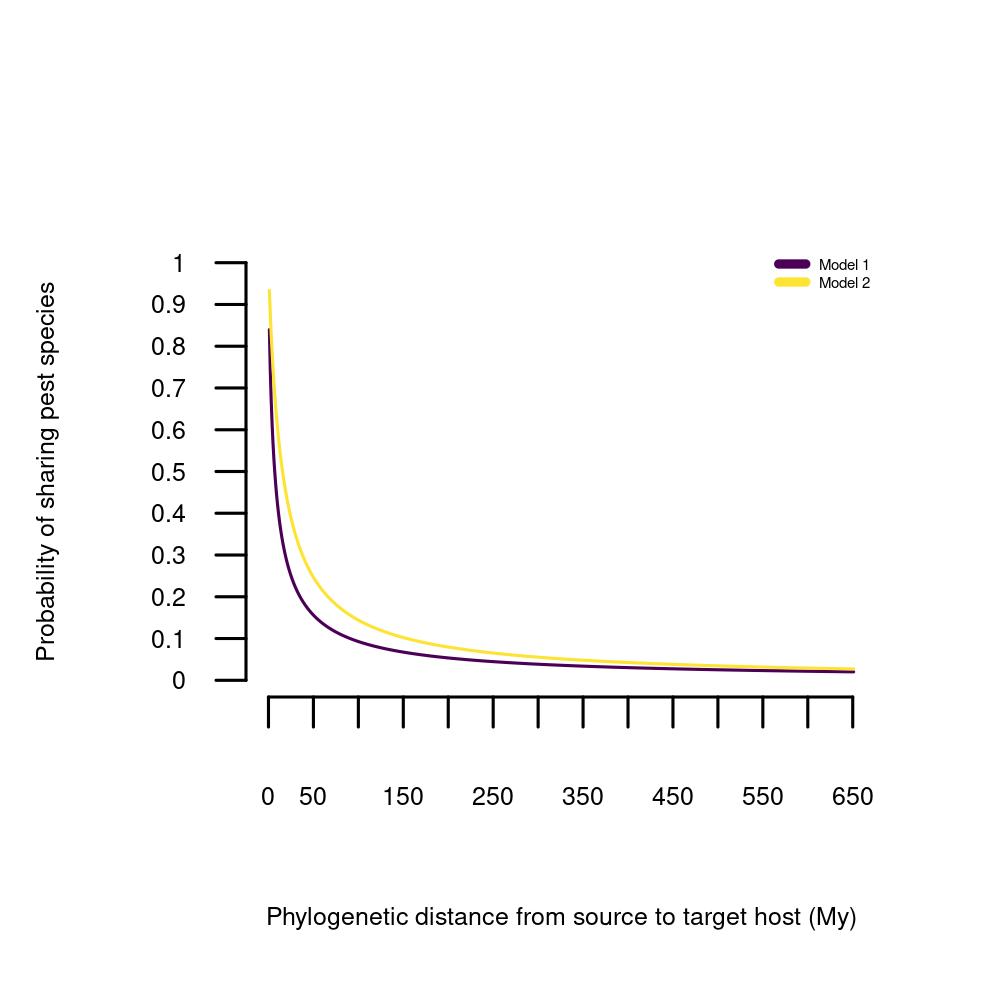 Model 1
Model 2
Probability of sharing pest species
1
0.9
0.8
0.7
0.6
0.5
0.4
0.3
0.2
0.1
0
0 50 150 250 350 450 550 650
Phylogenetic distance from source to target host (My)